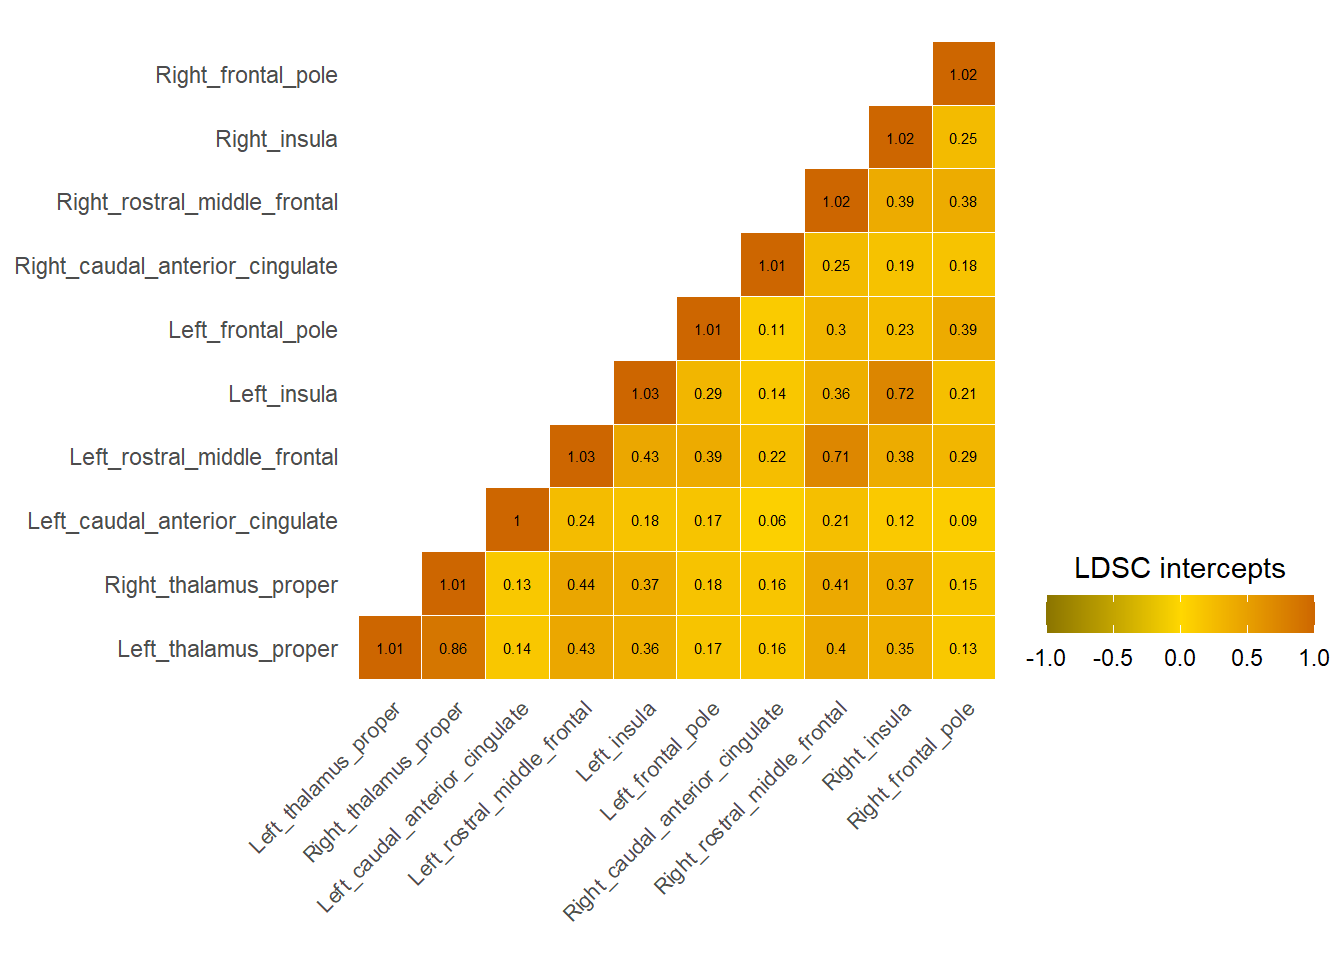 Right_frontal_pole 1.02
Right_insula 1.02 0.25
Right_rostral_middle_frontal 1.02 0.39 0.38
Right_caudal_anterior_cingulate 1.01 0.25 0.19 0.18
Left_frontal_pole 1.01 0.11 0.3 0.23 0.39
Left_insula 1.03 0.29 0.14 0.36 0.72 0.21
Left_rostral_middle_frontal 1.03 0.43 0.39 0.22 0.71 0.38 0.29
Left_caudal_anterior_cingulate 1 0.24 0.18 0.17 0.06 0.21 0.12 0.09
Right_thalamus_proper 1.01 0.13 0.44 0.37 0.18 0.16 0.41 0.37 0.15
Left_thalamus_proper 1.01 0.86 0.14 0.43 0.36 0.17 0.16 0.4 0.35 0.13
Left_thalamus_proper
Right_thalamus_proper
Left_caudal_anterior_cingulate
Left_rostral_middle_frontal
Left_insula
Left_frontal_pole
Right_caudal_anterior_cingulate
Right_rostral_middle_frontal
Right_insula
Right_frontal_pole
LDSC intercepts
-1.0 -0.5 0.0 0.5 1.0